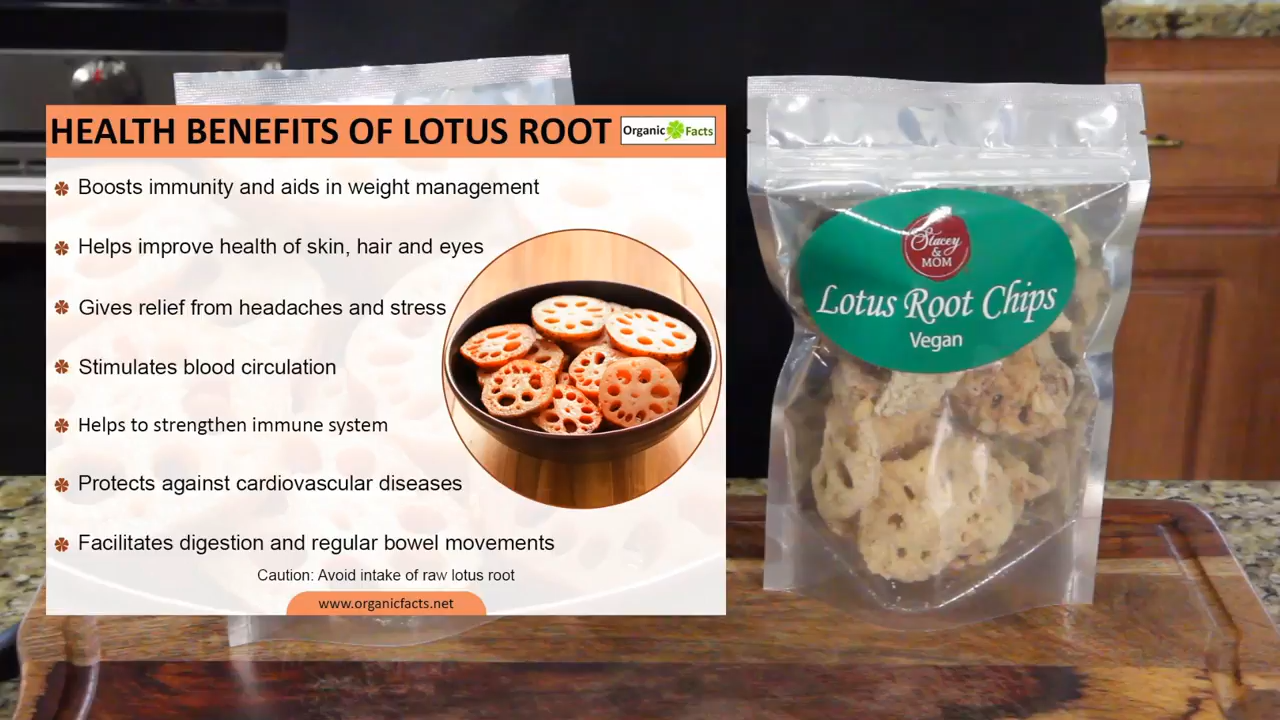 HEALTH BENEFITS OF LOTUS ROOT
Organic Facts
Boosts immunity and aids in weight management
Helps improve health of skin, hair and eyes
Gives relief from headaches and stress
Stimulates blood circulation
Helps to strengthen immune system
Protects against cardiovascular diseases
Facilitates digestion and regular bowel movements
Caution: Avoid intake of raw lotus root
www.organicfacts.net
Stacey
&
MOM
Lotus Root Chips
Vegan